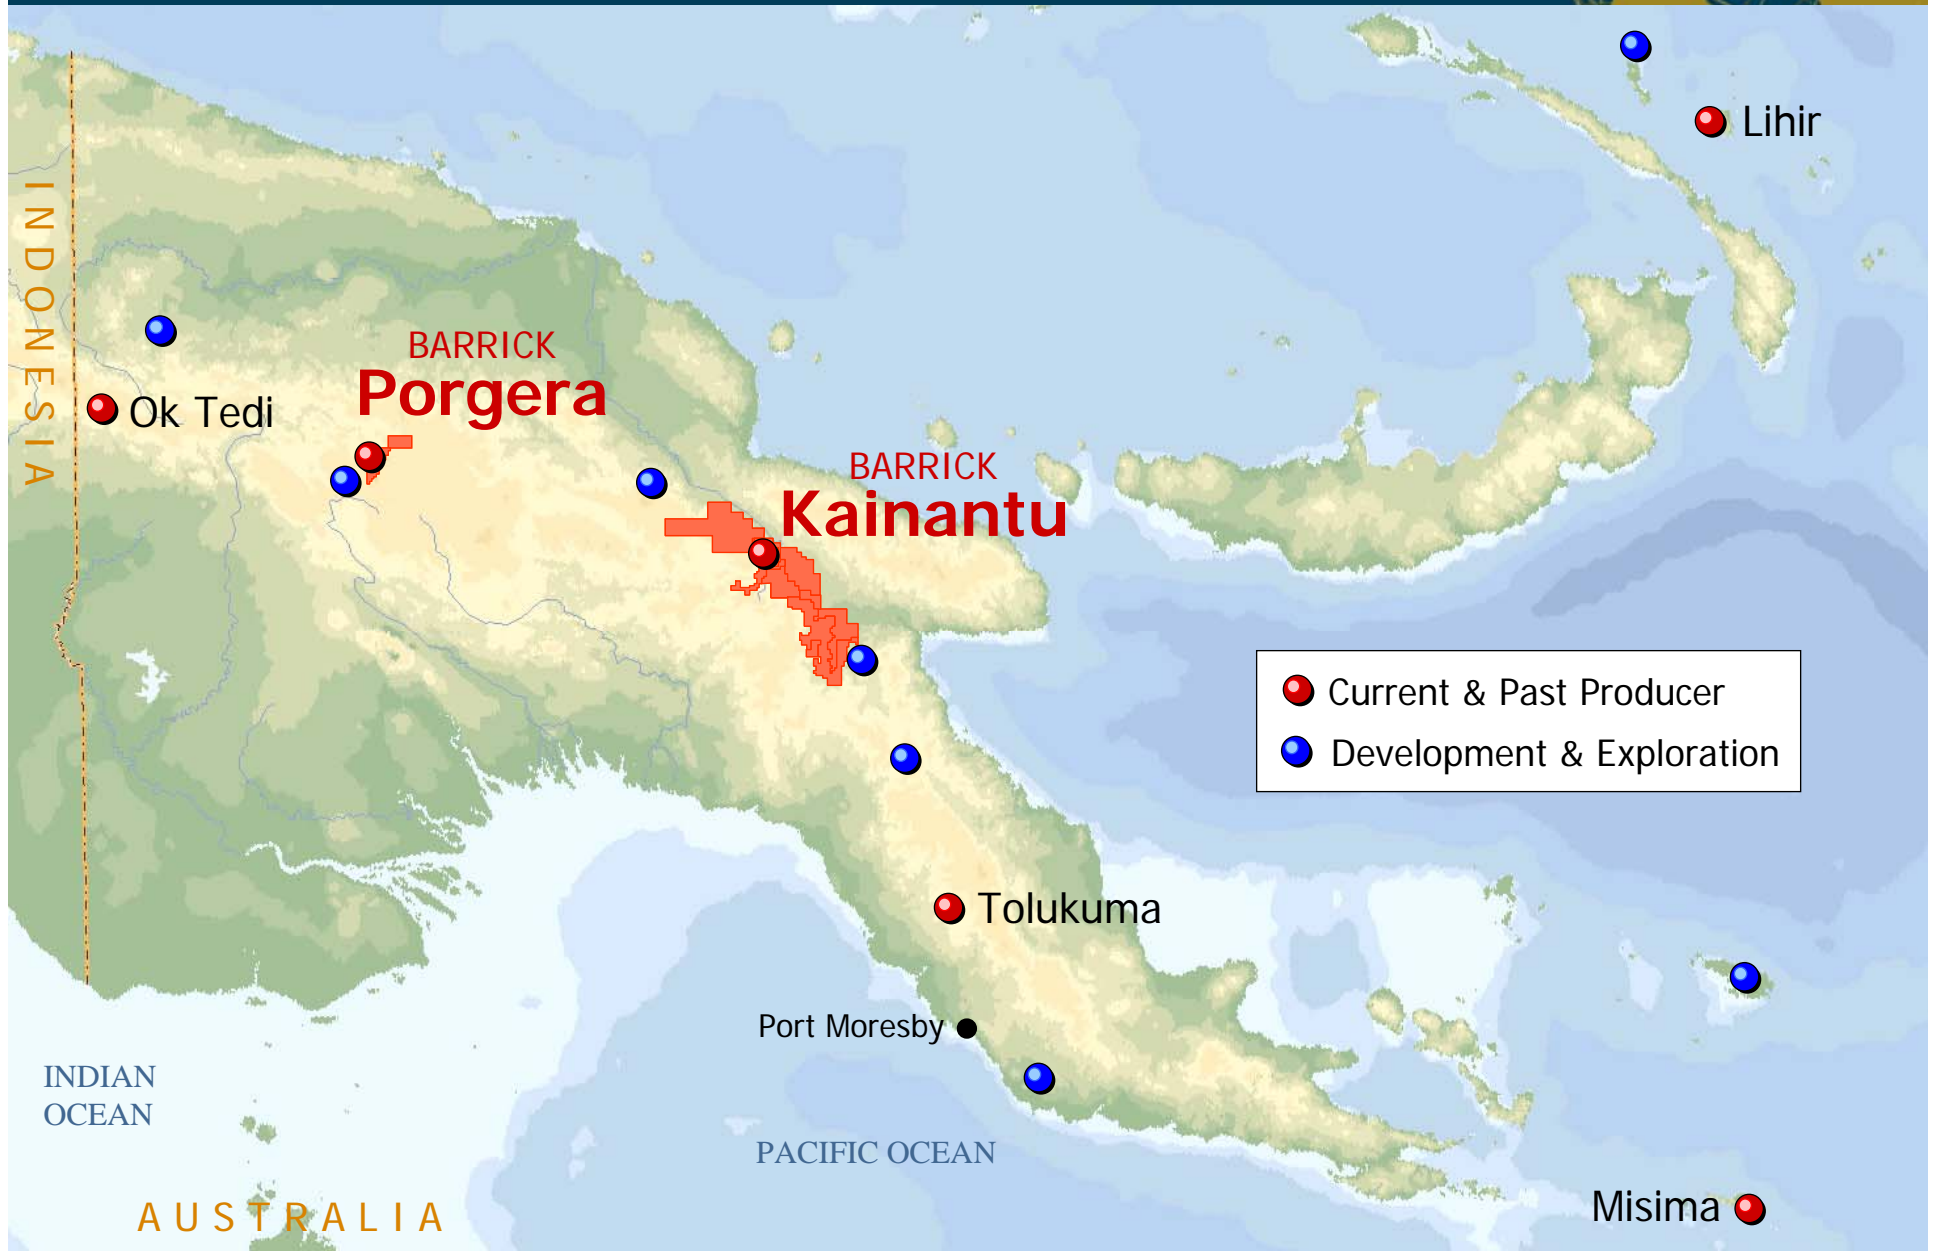 Lihir
INDONESIA
BARRICK
Porgera
Ok Tedi
BARRICK
Kainantu
Current & Past Producer
Development & Exploration
Tolukuma
Port Moresby
INDIAN
OCEAN
PACIFIC OCEAN
AUSTRALIA
Misima